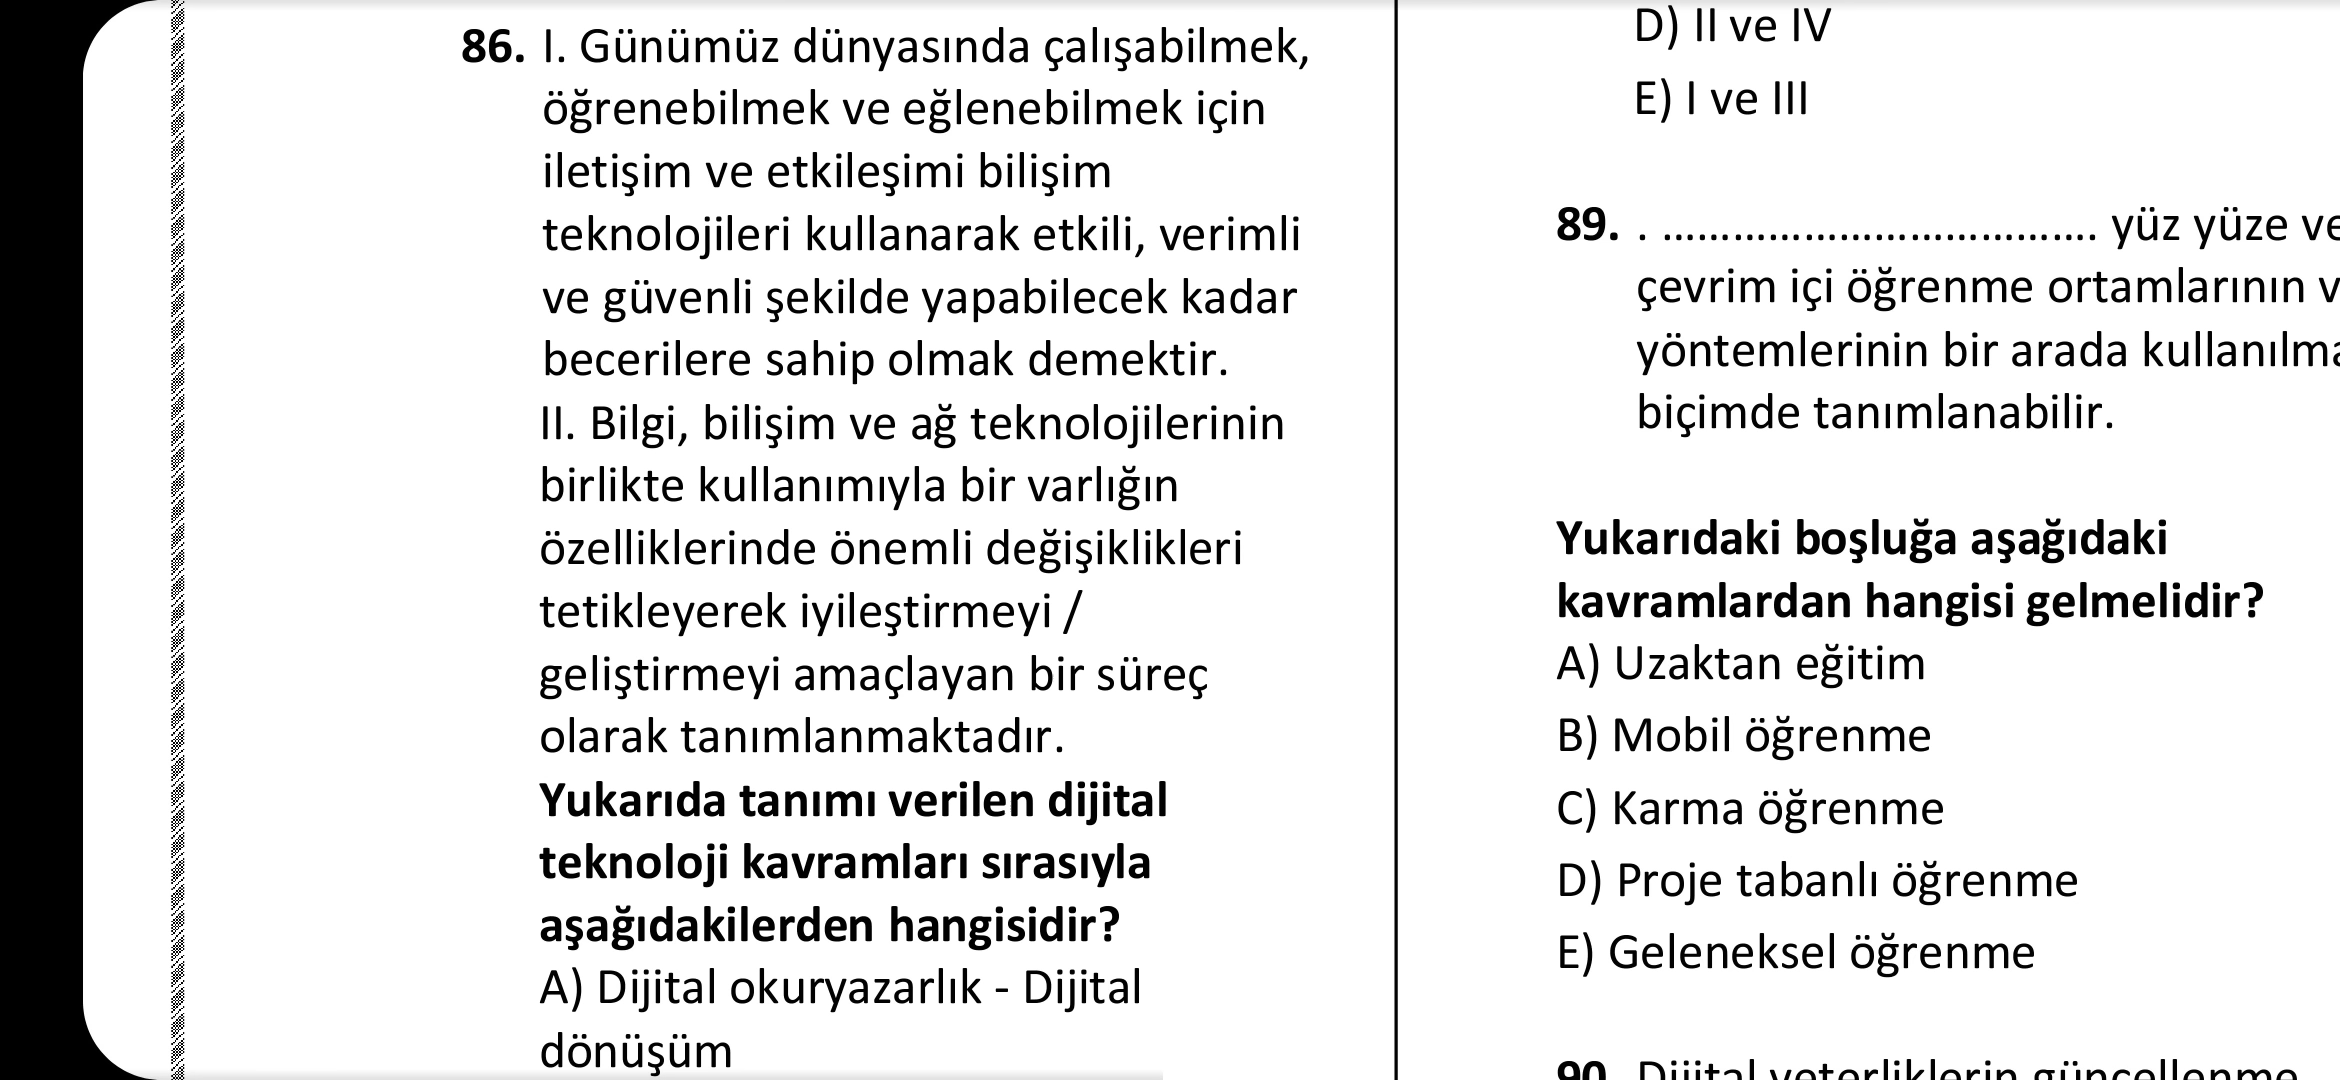 86. I. Günümüz dünyasında çalışabilmek,
öğrenebilmek ve eğlenebilmek için
iletişim ve etkileşimi bilişim
teknolojileri kullanarak etkili, verimli
ve güvenli şekilde yapabilecek kadar
becerilere sahip olmak demektir.
II. Bilgi, bilişim ve ağ teknolojilerinin
birlikte kullanımıyla bir varlığın
özelliklerinde önemli değişiklikleri
tetikleyerek iyileştirmeyi /
geliştirmeyi amaçlayan bir süreç
olarak tanımlanmaktadır.
Yukarıda tanımı verilen dijital
teknoloji kavramları sırasıyla
aşağıdakilerden hangisidir?
A) Dijital okuryazarlık - Dijital
dönüşüm
D) II ve IV
E) I ve III
89. . .................................... yüz yüze ve
çevrim içi öğrenme ortamlarının
yöntemlerinin bir arada
biçimde tanımlanabilir.
Yukarıdaki boşluğa aşağıdaki
kavramlardan hangisi gelmelidir?
A) Uzaktan eğitim
B) Mobil öğrenme
C) Karma öğrenme
D) Proje tabanlı öğrenme
E) Geleneksel öğrenme
90. Dijital yeterliklerin güncellenme